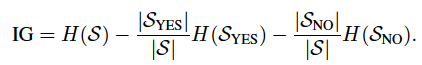 IG = H(𝒮) − |𝒮_YES|/|𝒮| H(𝒮_YES) − |𝒮_NO|/|𝒮| H(𝒮_NO).